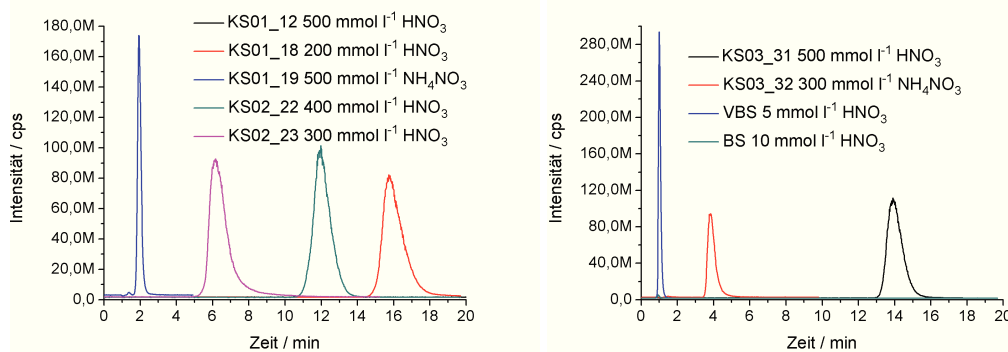 180,0M
160,0M
140,0M
120,0M
100,0M
80,0M
60,0M
40,0M
20,0M
0,0
Intensität / cps
KS01_12 500 mmol l⁻¹ HNO₃
KS01_18 200 mmol l⁻¹ HNO₃
KS01_19 500 mmol l⁻¹ NH₄NO₃
KS02_22 400 mmol l⁻¹ HNO₃
KS02_23 300 mmol l⁻¹ HNO₃
0 2 4 6 8 10 12 14 16 18 20
Zeit / min
280,0M
240,0M
200,0M
160,0M
120,0M
80,0M
40,0M
0,0
Intensität / cps
KS03_31 500 mmol l⁻¹ HNO₃
KS03_32 300 mmol l⁻¹ NH₄NO₃
VBS 5 mmol l⁻¹ HNO₃
BS 10 mmol l⁻¹ HNO₃
0 2 4 6 8 10 12 14 16 18 20
Zeit / min